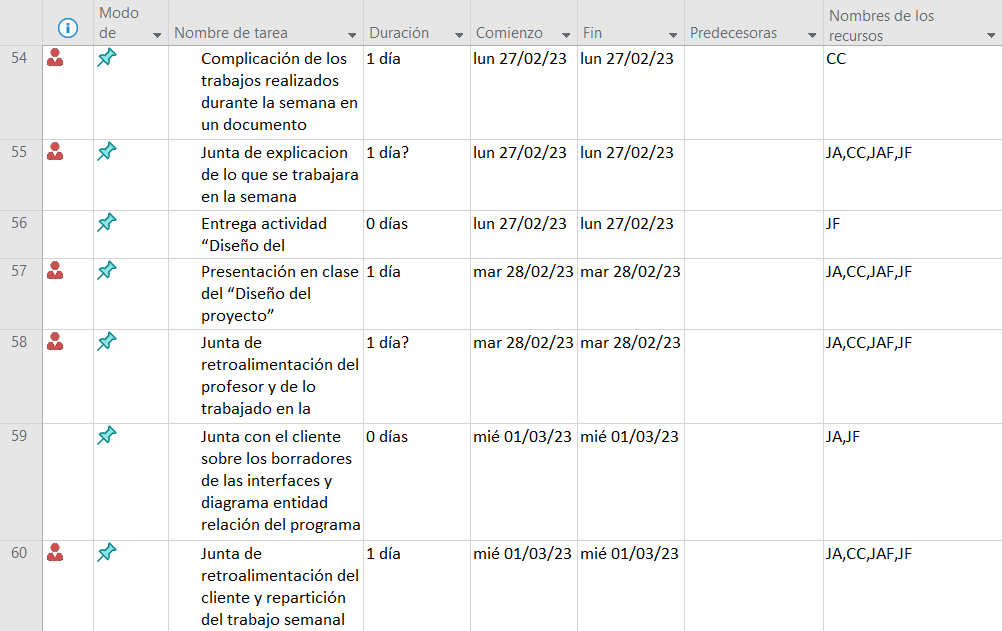 Modo de
Nombre de tarea
Duración
Comienzo
Fin
Predecesoras
Nombres de los recursos
54
Complicación de los
trabajos realizados
durante la semana en
un documento
1 día
lun 27/02/23
lun 27/02/23
CC
55
Junta de explicacion
de lo que se trabajara
en la semana
1 día?
lun 27/02/23
lun 27/02/23
JA,CC,JAF,JF
56
Entrega actividad
“Diseño del
0 días
lun 27/02/23
lun 27/02/23
JF
57
Presentación en clase
del “Diseño del
proyecto”
1 día
mar 28/02/23
mar 28/02/23
JA,CC,JAF,JF
58
Junta de
retroalimentación del
profesor y de lo
trabajado en la
1 día?
mar 28/02/23
mar 28/02/23
JA,CC,JAF,JF
59
Junta con el cliente
sobre los borradores
de las interfaces y
diagrama entidad
relación del programa
0 días
mié 01/03/23
mié 01/03/23
JA,JF
60
Junta de
retroalimentación del
cliente y repartición
del trabajo semanal
1 día
mié 01/03/23
mié 01/03/23
JA,CC,JAF,JF